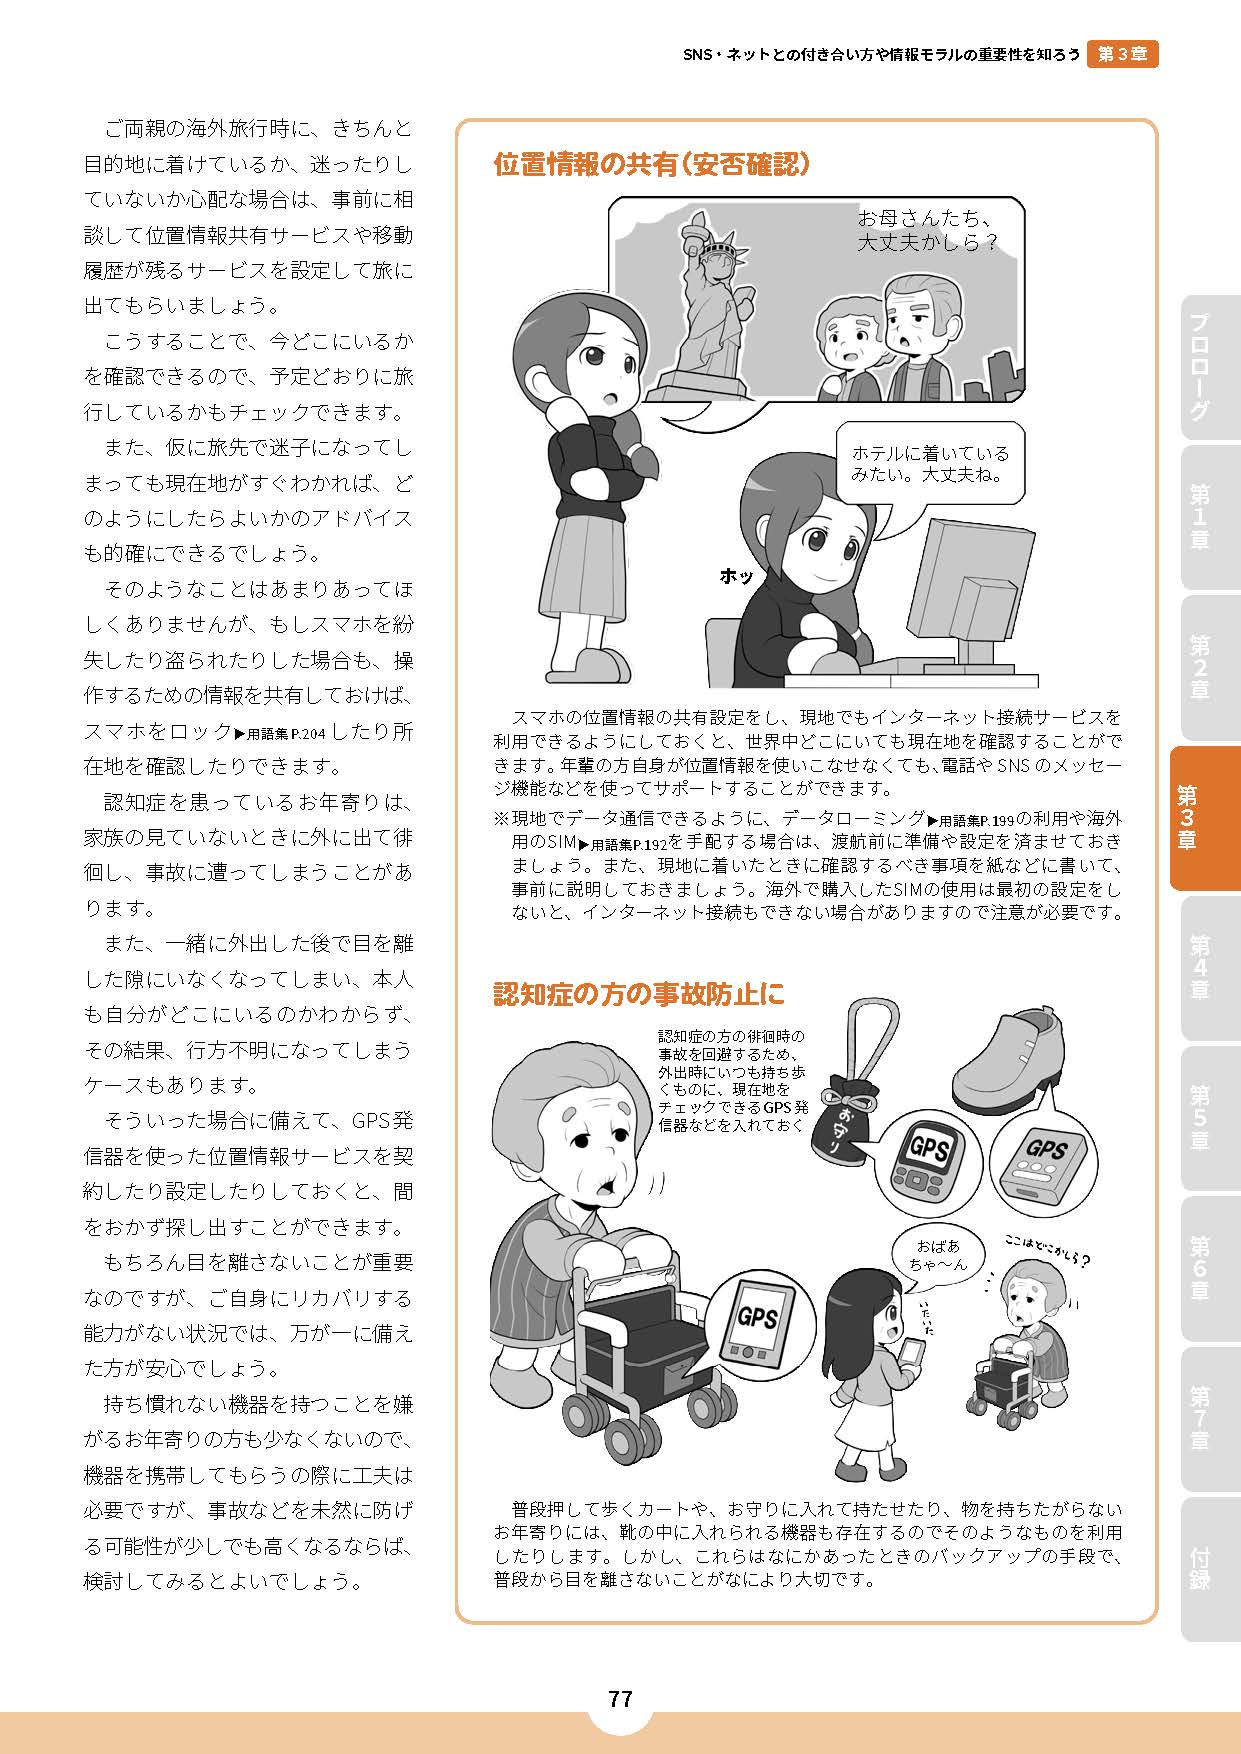 SNS・ネットとの付き合い方や情報モラルの重要性を知ろう 第3章
ご両親の海外旅行時に、きちんと
目的地に着けているか、迷ったりし
ていないか心配な場合は、事前に相
談して位置情報共有サービスや移動
履歴が残るサービスを設定して旅に
出てもらいましょう。
こうすることで、今どこにいるか
を確認できるので、予定どおりに旅
行しているかもチェックできます。
また、仮に旅先で迷子になってし
まっても現在地がすぐわかれば、ど
のようにしたらよいかのアドバイス
も的確にできるでしょう。
そのようなことはあまりあってほ
しくありませんが、もしスマホを紛
失したり盗られたりした場合も、操
作するための情報を共有しておけば、
スマホをロック▶用語集P.204したり所
在地を確認したりできます。
認知症を患っているお年寄りは、
家族の見ていないときに外に出て徘
徊し、事故に遭ってしまうことがあ
ります。
また、一緒に外出した後で目を離
した隙にいなくなってしまい、本人
も自分がどこにいるのかわからず、
その結果、行方不明になってしまう
ケースもあります。
そういった場合に備えて、GPS発
信器を使った位置情報サービスを契
約したり設定したりしておくと、間
をおかず探し出すことができます。
もちろん目を離さないことが重要
なのですが、ご自身にリカバリする
能力がない状況では、万が一に備え
た方が安心でしょう。
持ち慣れない機器を持つことを嫌
がるお年寄りの方も少なくないので、
機器を携帯してもらうの際に工夫は
必要ですが、事故などを未然に防げ
る可能性が少しでも高くなるならば、
検討してみるとよいでしょう。
位置情報の共有(安否確認)
お母さんたち、
大丈夫かしら?
ホテルに着いている
みたい。大丈夫ね。
ホッ
スマホの位置情報の共有設定をし、現地でもインターネット接続サービスを
利用できるようにしておくと、世界中どこにいても現在地を確認することがで
きます。年輩の方自身が位置情報を使いこなせなくても、電話やSNSのメッセー
ジ機能などを使ってサポートすることができます。
※現地でデータ通信できるように、データローミング▶用語集P.199の利用や海外
用のSIM▶用語集P.192を手配する場合は、渡航前に準備や設定を済ませておき
ましょう。また、現地に着いたときに確認するべき事項を紙などに書いて、
事前に説明しておきましょう。海外で購入したSIMの使用は最初の設定をし
ないと、インターネット接続もできない場合がありますので注意が必要です。
認知症の方の事故防止に
認知症の方の徘徊時の
事故を回避するため、
外出時にいつも持ち歩
くものに、現在地を
チェックできるGPS発
信器などを入れておく
お守り
GPS
GPS
GPS
おばあ
ちゃ〜ん
いたいた
ここはどこかしら?
普段押して歩くカートや、お守りに入れて持たせたり、物を持ちたがらない
お年寄りには、靴の中に入れられる機器も存在するのでそのようなものを利用
したりします。しかし、これらはなにかあったときのバックアップの手段で、
普段から目を離さないことがなにより大切です。
プロローグ
第1章
第2章
第3章
第4章
第5章
第6章
第7章
付録
77